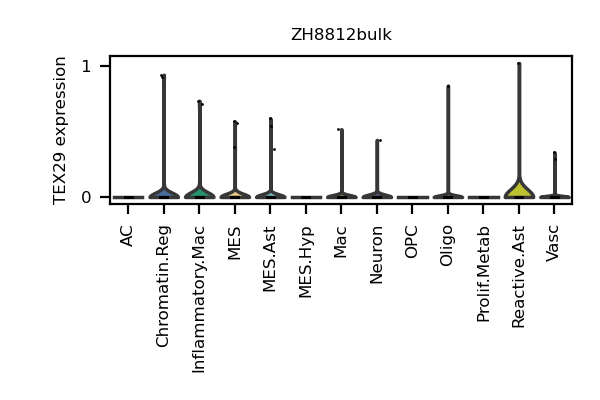 ZH8812bulk
TEX29 expression
1
0
AC
Chromatin.Reg
Inflammatory.Mac
MES
MES.Ast
MES.Hyp
Mac
Neuron
OPC
Oligo
Prolif.Metab
Reactive.Ast
Vasc